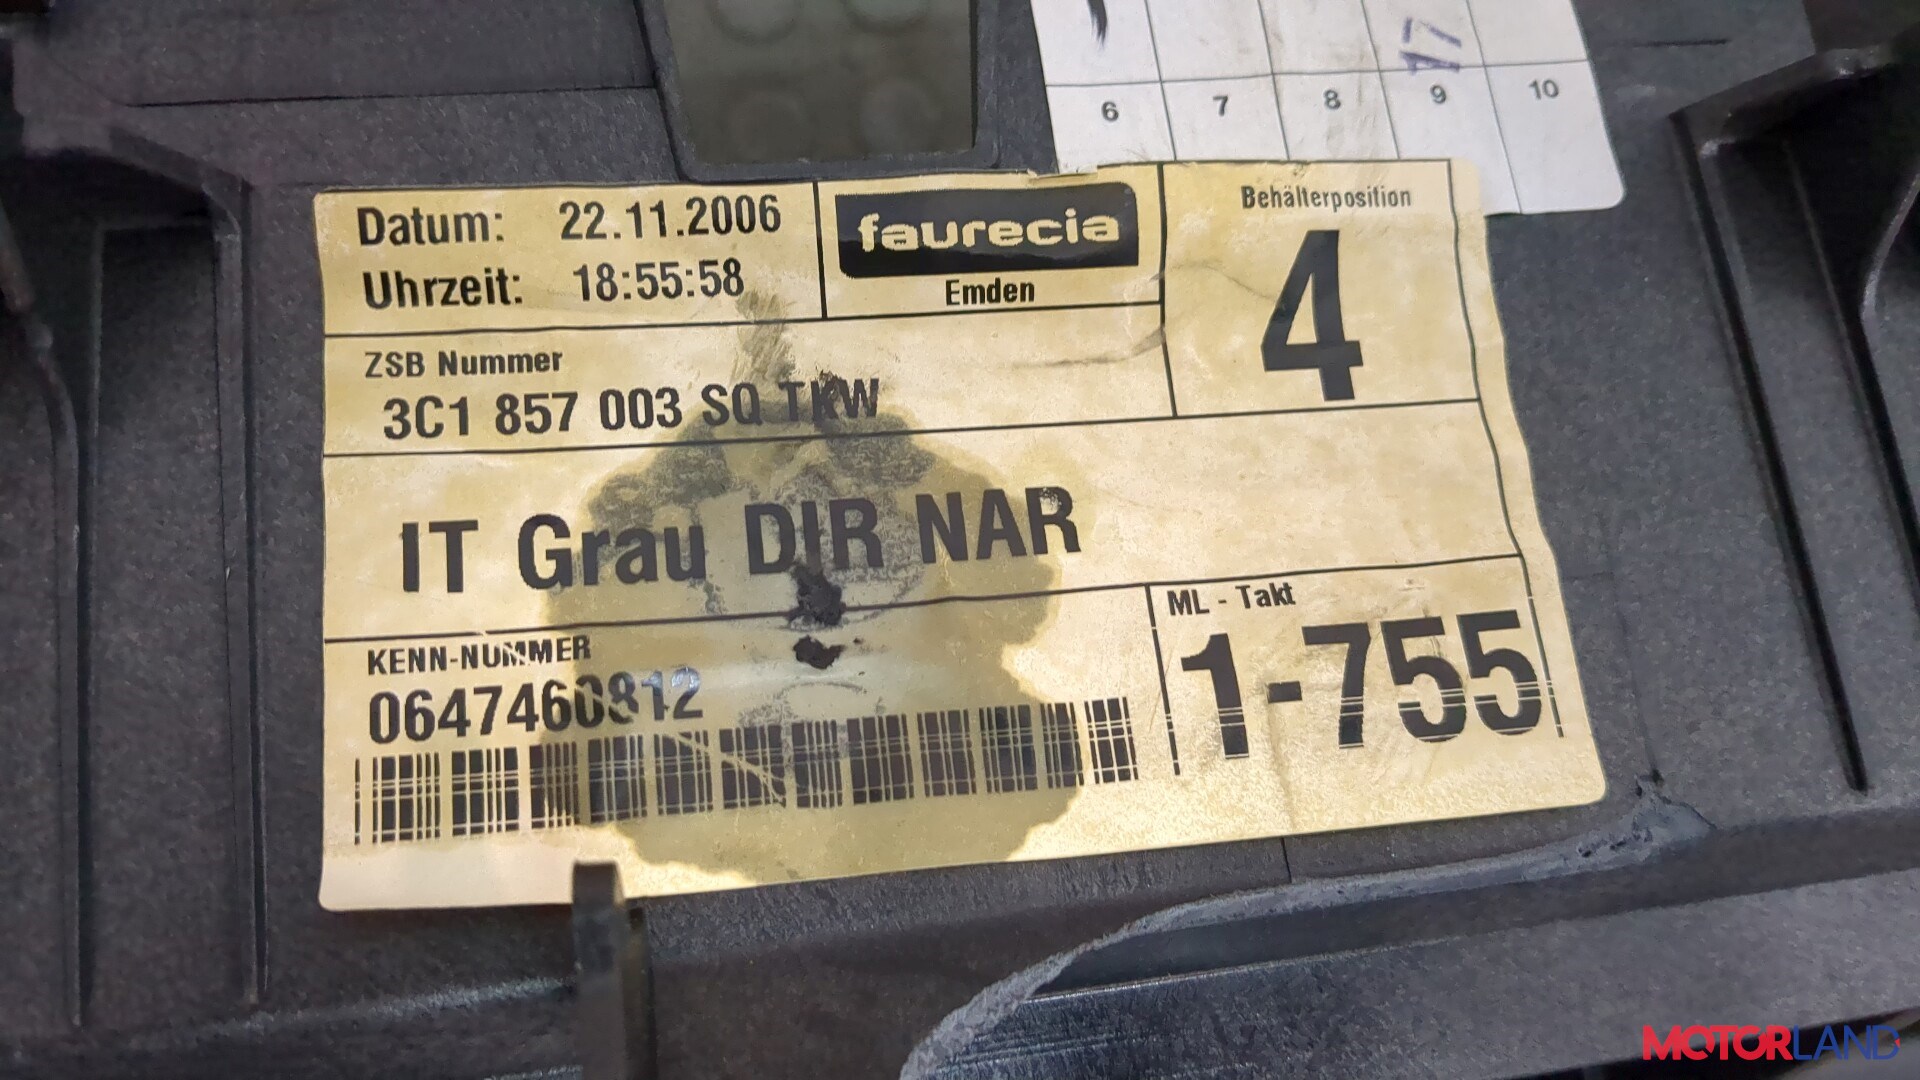 17
6 7 8 9 10
Datum: 22.11.2006
Uhrzeit: 18:55:58
faurecia
Emden
Behälterposition
4
ZSB Nummer
3C1 857 003 SQ TKW
IT Grau DIR NAR
KENN-NUMMER
0647460812
ML - Takt
1-755
MOTORLAND